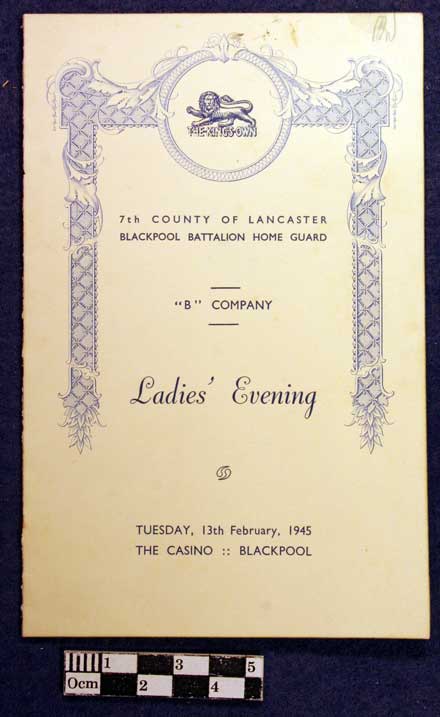 THE·KING'S·OWN
7th COUNTY OF LANCASTER
BLACKPOOL BATTALION HOME GUARD
"B" COMPANY
Ladies' Evening
TUESDAY, 13th February, 1945
THE CASINO :: BLACKPOOL
1 3 5
0cm 2 4